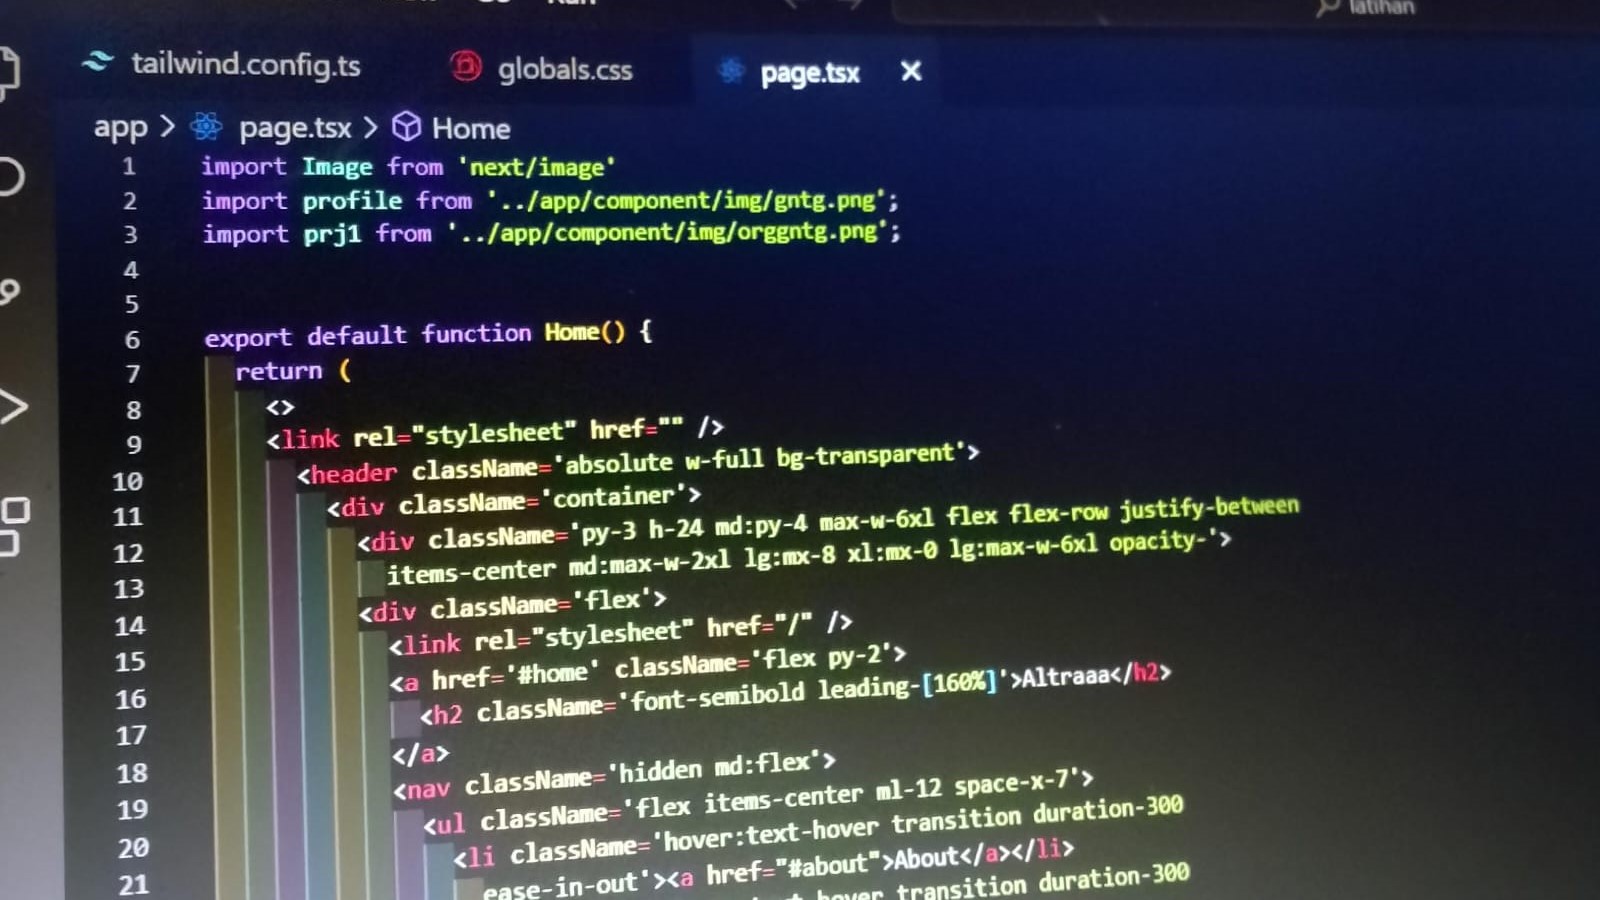 latihan
tailwind.config.ts globals.css page.tsx
app > page.tsx > Home
1 import Image from 'next/image'
2 import profile from '../app/component/img/gntg.png';
3 import prj1 from '../app/component/img/orggntg.png';
4
5
6 export default function Home() {
7 return (
8 <>
9 <link rel="stylesheet" href="" />
10 <header className='absolute w-full bg-transparent'>
11 <div className='container'>
12 <div className='py-3 h-24 md:py-4 max-w-6xl flex flex-row justify-between
13 items-center md:max-w-2xl lg:mx-8 xl:mx-0 lg:max-w-6xl opacity-'>
14 <div className='flex'>
15 <link rel="stylesheet" href="/" />
16 <a href='#home' className='flex py-2'>
17 <h2 className='font-semibold leading-[160%]'>Altraaa</h2>
18 </a>
19 <nav className='hidden md:flex'>
20 <ul className='flex items-center ml-12 space-x-7'>
21 <li className='hover:text-hover transition duration-300
ease-in-out'><a href="#about">About</a></li>
hover transition duration-300